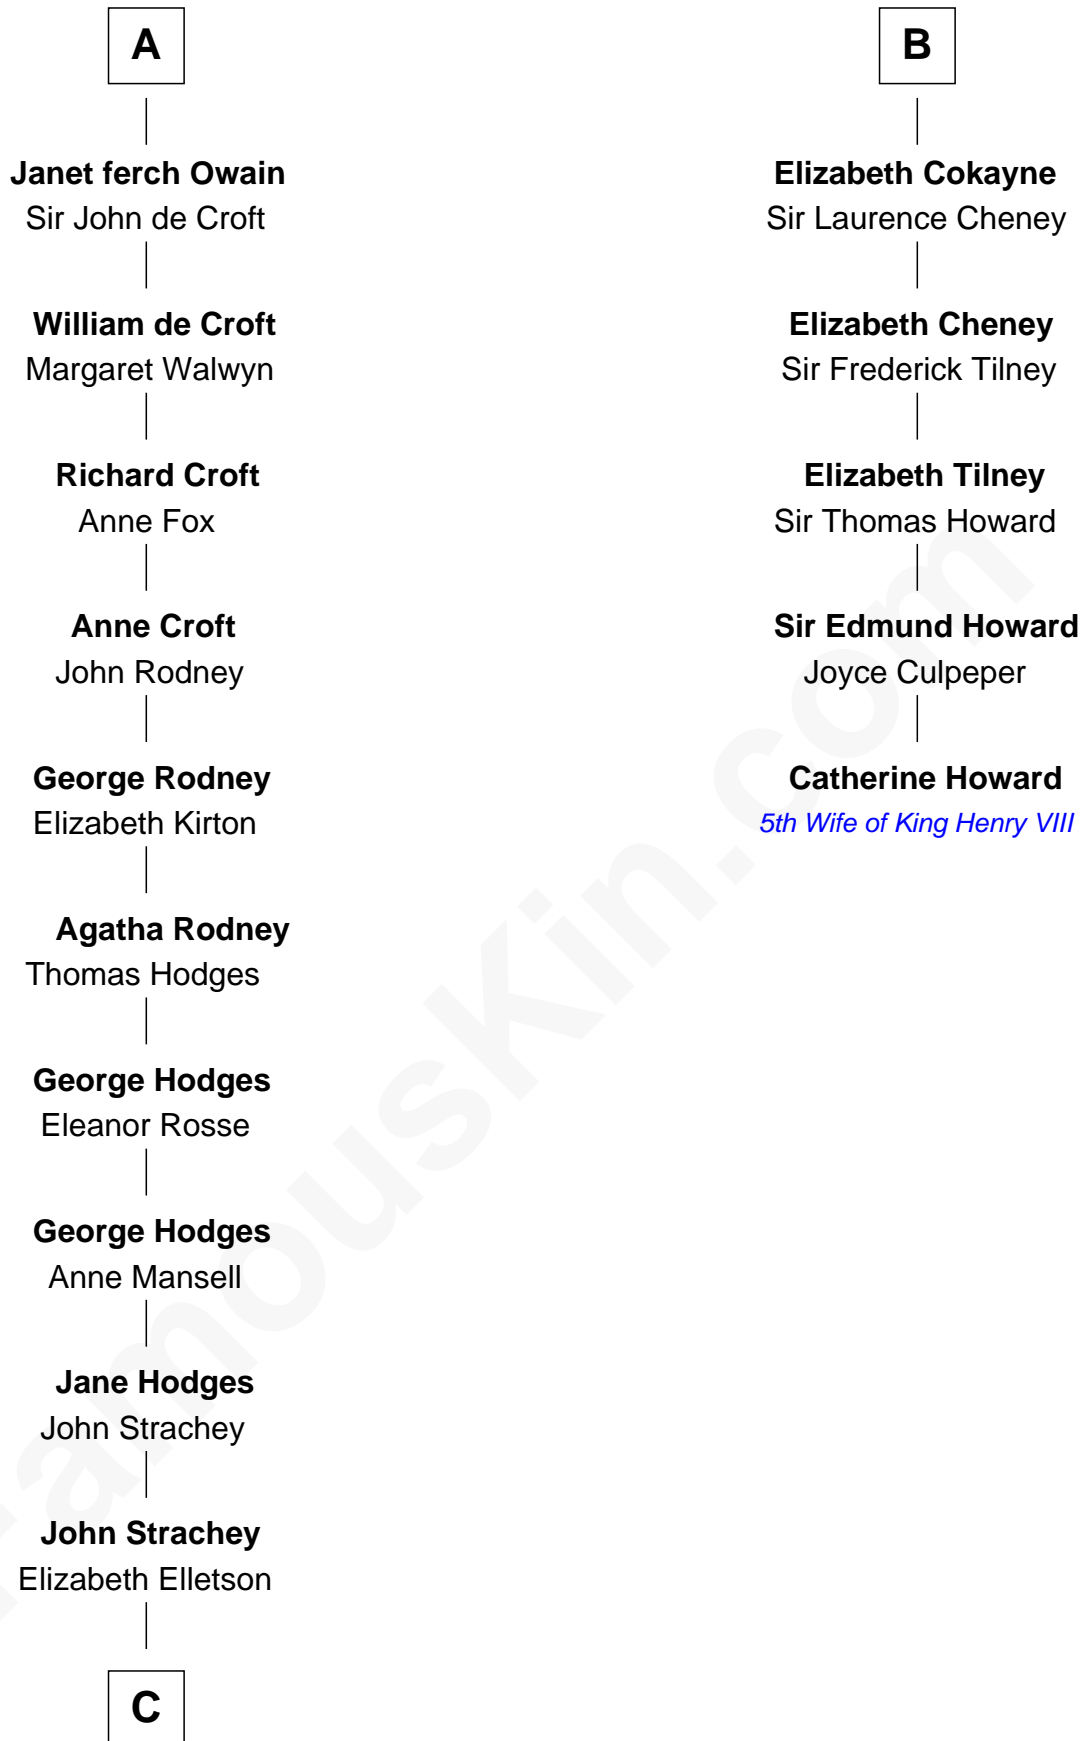 A
Janet ferch Owain
Sir John de Croft
William de Croft
Margaret Walwyn
Richard Croft
Anne Fox
Anne Croft
John Rodney
George Rodney
Elizabeth Kirton
Agatha Rodney
Thomas Hodges
George Hodges
Eleanor Rosse
George Hodges
Anne Mansell
Jane Hodges
John Strachey
John Strachey
Elizabeth Elletson
C
B
Elizabeth Cokayne
Sir Laurence Cheney
Elizabeth Cheney
Sir Frederick Tilney
Elizabeth Tilney
Sir Thomas Howard
Sir Edmund Howard
Joyce Culpeper
Catherine Howard
5th Wife of King Henry VIII
FamousKin.com